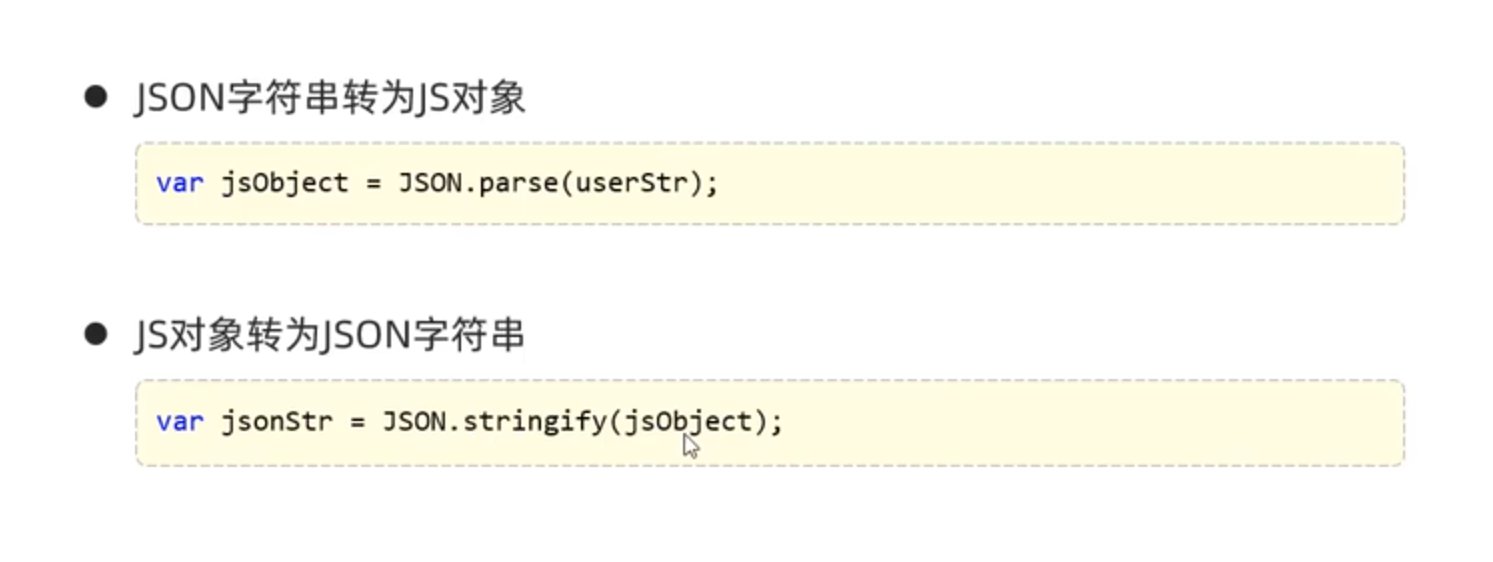 ● JSON字符串转为JS对象
var jsObject = JSON.parse(userStr);
● JS对象转为JSON字符串
var jsonStr = JSON.stringify(jsObject);